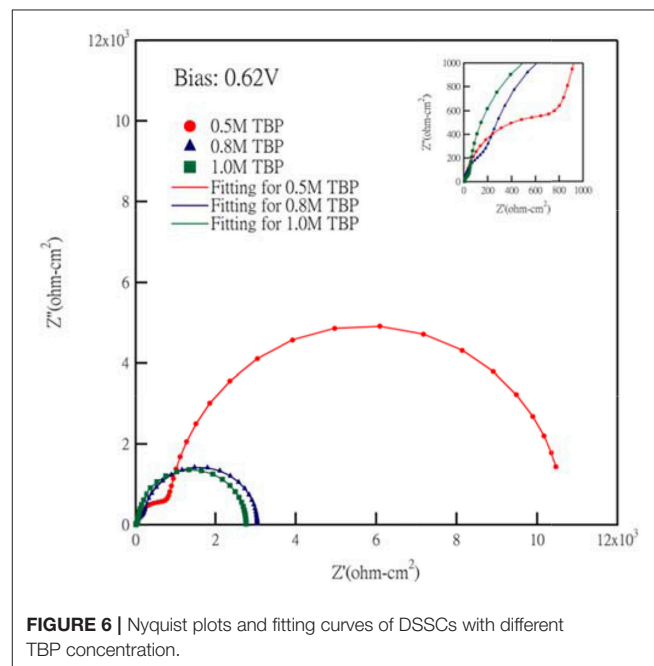 12x10³
10
8
6
4
2
0
Z"(ohm-cm²)
Bias: 0.62V
0.5M TBP
0.8M TBP
1.0M TBP
Fitting for 0.5M TBP
Fitting for 0.8M TBP
Fitting for 1.0M TBP
1000
800
600
400
200
0
Z"(ohm-cm²)
0 200 400 600 800 1000
Z'(ohm-cm²)
0 2 4 6 8 10 12x10³
Z'(ohm-cm²)
FIGURE 6 | Nyquist plots and fitting curves of DSSCs with different
TBP concentration.